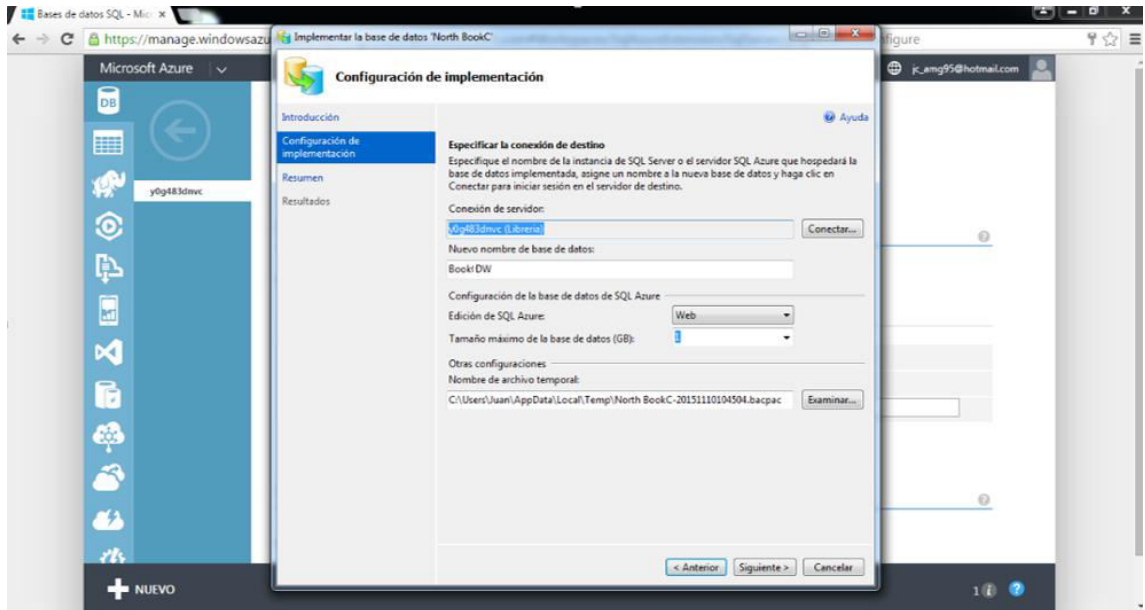 Bases de datos SQL - Mic
https://manage.windowsazu
figure
Microsoft Azure
jc_amg95@hotmail.com
DB
y0g483dnvc
Implementar la base de datos 'North BookC'
Configuración de implementación
Introducción
Configuración de
implementación
Resumen
Resultados
Ayuda
Especificar la conexión de destino
Especifique el nombre de la instancia de SQL Server o el servidor SQL Azure que hospedará la
base de datos implementada, asigne un nombre a la nueva base de datos y haga clic en
Conectar para iniciar sesión en el servidor de destino.
Conexión de servidor:
y0g483dnvc (Libreria)
Conectar...
Nuevo nombre de base de datos:
Configuración de la base de datos de SQL Azure
Edición de SQL Azure:
Web
Tamaño máximo de la base de datos (GB):
1
Otras configuraciones
Nombre de archivo temporal:
C:\Users\Juan\AppData\Local\Temp\North BookC-20151110104504.bacpac
Examinar...
< Anterior
Siguiente >
Cancelar
NUEVO
1